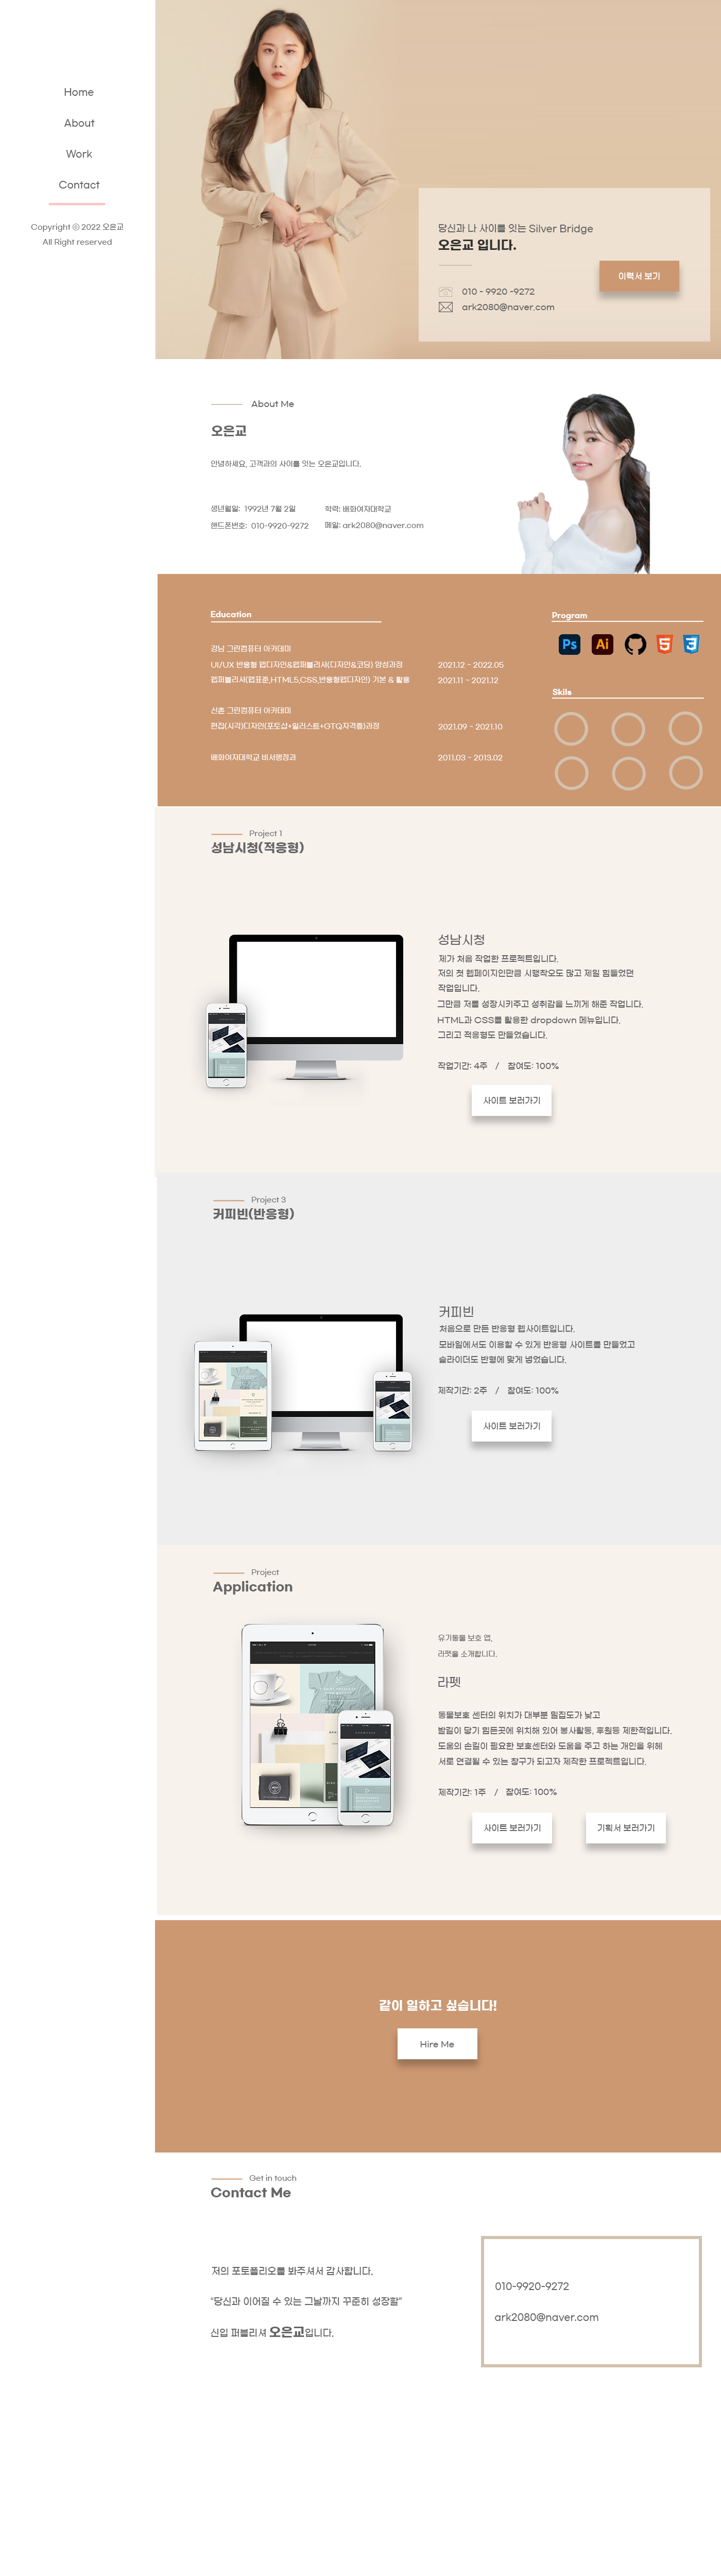 Home
About
Work
Contact
Copyright ⓒ 2022 오은교
All Right reserved
당신과 나 사이를 잇는 Silver Bridge
오은교 입니다.
이력서 보기
010 - 9920 -9272
ark2080@naver.com
About Me
오은교
안녕하세요, 고객과의 사이를 잇는 오은교입니다.
생년월일: 1992년 7월 2일 학력: 배화여자대학교
핸드폰번호: 010-9920-9272 메일: ark2080@naver.com
Education
강남 그린컴퓨터 아카데미
UI/UX 반응형 웹디자인&웹퍼블리셔(디자인&코딩) 양성과정 2021.12 - 2022.05
웹퍼블리셔(웹표준,HTML5,CSS,반응형웹디자인) 기본 & 활용 2021.11 - 2021.12
신촌 그린컴퓨터 아카데미
편집(시각)디자인(포토샵+일러스트+GTQ자격증)과정 2021.09 - 2021.10
배화여자대학교 비서행정과 2011.03 - 2013.02
Program
Ps Ai 5 3
Skils
Project 1
성남시청(적응형)
성남시청
제가 처음 작업한 프로젝트입니다.
저의 첫 웹페이지인만큼 시행착오도 많고 제일 힘들었면
작업입니다.
그만큼 저를 성장시키주고 성취감을 느끼게 해준 작업니다.
HTML과 CSS를 활용한 dropdown 메뉴입니다.
그리고 적응형도 만들었습니다.
작업기간: 4주 / 참여도: 100%
사이트 보러가기
Project 3
커피빈(반응형)
커피빈
처음으로 만든 반응형 웹사이트입니다.
모바일에서도 이용할 수 있게 반응형 사이트를 만들었고
슬라이더도 반형에 맞게 넣었습니다.
제작기간: 2주 / 참여도: 100%
사이트 보러가기
Project
Application
유기동물 보호 앱,
라펫을 소개합니다.
라펫
동물보호 센터의 위치가 대부분 밀집도가 낮고
발길이 닿기 힘든곳에 위치해 있어 봉사활동, 후원등 제한적입니다.
도움의 손길이 필요한 보호센터와 도움을 주고 하는 개인을 위해
서로 연결될 수 있는 창구가 되고자 제작한 프로젝트입니다.
제작기간: 1주 / 참여도: 100%
사이트 보러가기 기획서 보러가기
같이 일하고 싶습니다!
Hire Me
Get in touch
Contact Me
저의 포토폴리오를 봐주셔서 감사합니다.
"당신과 이어질 수 있는 그날까지 꾸준히 성장할"
신입 퍼블리셔 오은교입니다.
010-9920-9272
ark2080@naver.com